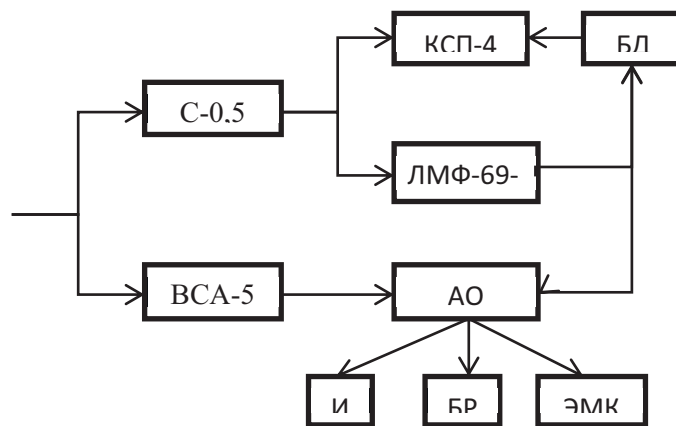 КСП-4
БЛ
С-0,5
ЛМФ-69-
ВСА-5
АО
И
БР
ЭМК